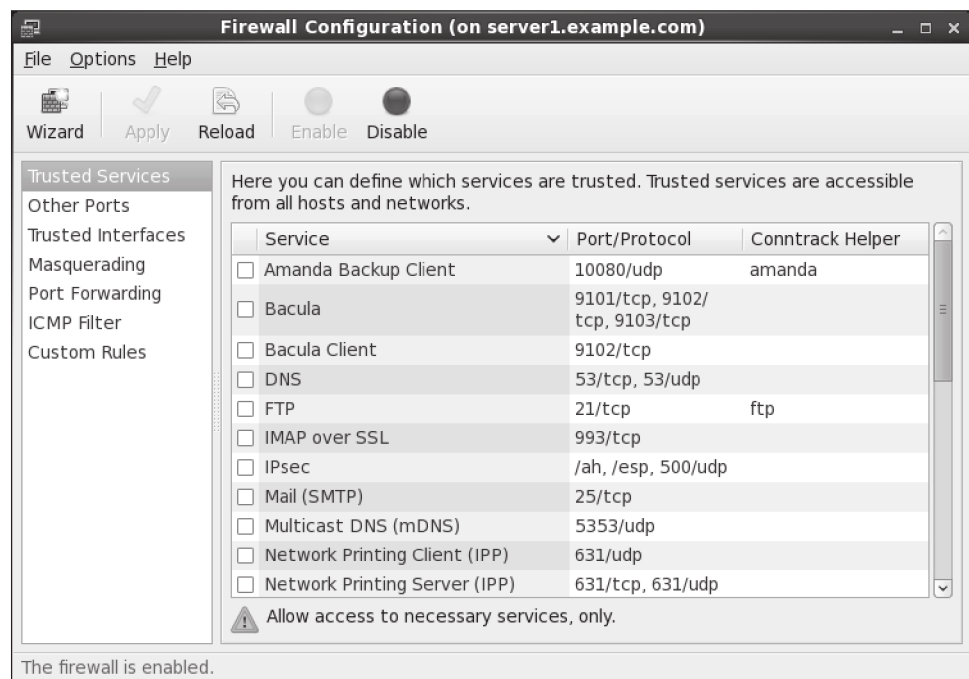 Firewall Configuration (on server1.example.com)
File Options Help
Wizard Apply Reload Enable Disable
Trusted Services
Other Ports
Trusted Interfaces
Masquerading
Port Forwarding
ICMP Filter
Custom Rules
Here you can define which services are trusted. Trusted services are accessible
from all hosts and networks.
Service Port/Protocol Conntrack Helper
Amanda Backup Client 10080/udp amanda
Bacula 9101/tcp, 9102/
tcp, 9103/tcp
Bacula Client 9102/tcp
DNS 53/tcp, 53/udp
FTP 21/tcp ftp
IMAP over SSL 993/tcp
IPsec /ah, /esp, 500/udp
Mail (SMTP) 25/tcp
Multicast DNS (mDNS) 5353/udp
Network Printing Client (IPP) 631/udp
Network Printing Server (IPP) 631/tcp, 631/udp
Allow access to necessary services, only.
The firewall is enabled.